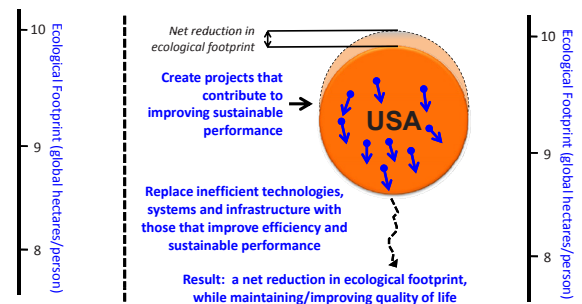 10
9
8
Ecological Footprint (global hectares/person)
Net reduction in
ecological footprint
Create projects that
contribute to
improving sustainable
performance
USA
Replace inefficient technologies,
systems and infrastructure with
those that improve efficiency and
sustainable performance
Result:  a net reduction in ecological footprint,
while maintaining/improving quality of life
10
9
8
Ecological Footprint (global hectares/person)